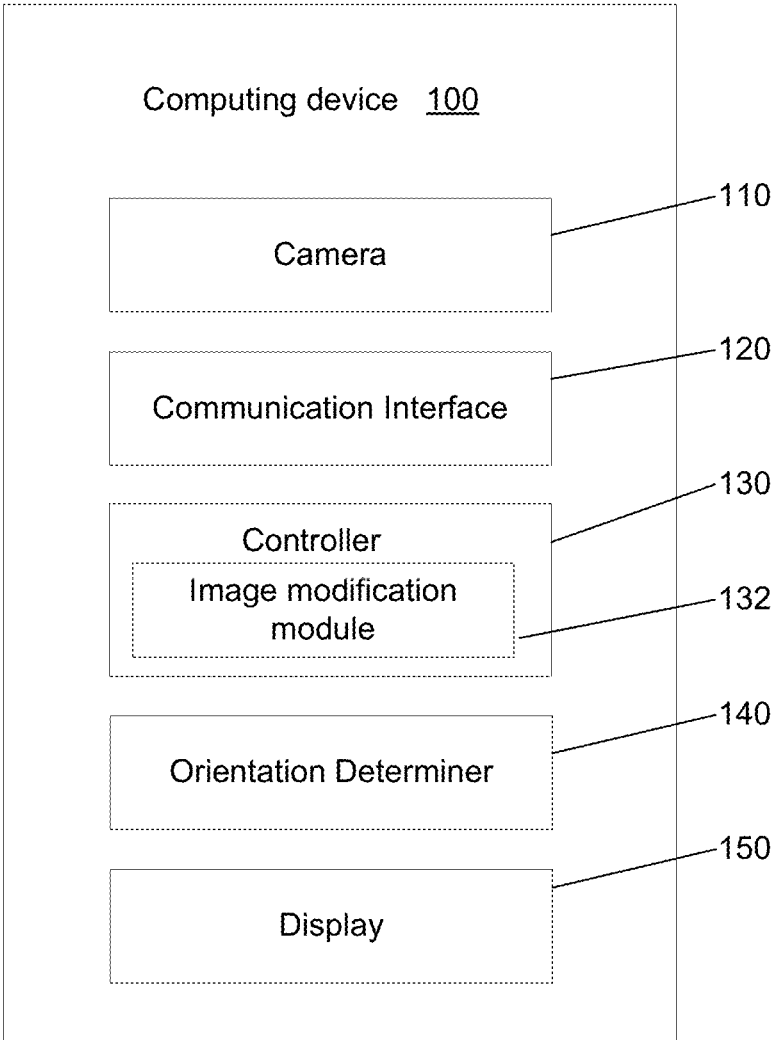 Computing device 100
110
Camera
120
Communication Interface
130
Controller
Image modification
module
132
140
Orientation Determiner
150
Display